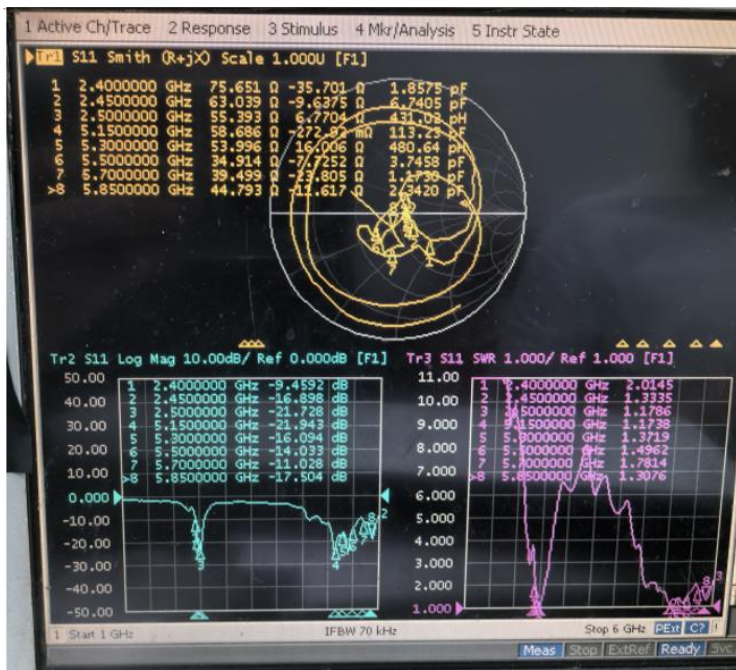 1 Active Ch/Trace 2 Response 3 Stimulus 4 Mkr/Analysis 5 Instr State
Tr1 S11 Smith (R+jX) Scale 1.000U [F1]
1 2.4000000 GHz 75.651 Ω -35.701 Ω 1.8575 pF
2 2.4500000 GHz 63.039 Ω -9.6375 Ω 6.7405 pF
3 2.5000000 GHz 55.393 Ω 6.7704 Ω 431.02 pH
4 5.1500000 GHz 58.686 Ω mΩ 113.23 pF
5 5.3000000 GHz 53.996 Ω 16.006 Ω 480.64 pH
6 5.5000000 GHz 34.914 Ω -7.7252 Ω 3.7458 pF
7 5.7000000 GHz 39.499 Ω -23.805 Ω 1.1730 pF
>8 5.8500000 GHz 44.793 Ω -11.617 Ω 2.3420 pF
Tr2 S11 Log Mag 10.00dB/ Ref 0.000dB [F1]
50.00
40.00
30.00
20.00
10.00
0.000
-10.00
-20.00
-30.00
-40.00
-50.00
1 2.4000000 GHz -9.4592 dB
2 2.4500000 GHz -16.898 dB
3 2.5000000 GHz -21.728 dB
4 5.1500000 GHz -21.943 dB
5 5.3000000 GHz -16.094 dB
6 5.5000000 GHz -14.033 dB
7 5.7000000 GHz -11.028 dB
>8 5.8500000 GHz -17.504 dB
Tr3 S11 SWR 1.000/ Ref 1.000 [F1]
11.00
10.00
9.000
8.000
7.000
6.000
5.000
4.000
3.000
2.000
1.000
1 2.4000000 GHz 2.0145
2 2.4500000 GHz 1.3335
3 2.5000000 GHz 1.1786
4 5.1500000 GHz 1.1738
5 5.3000000 GHz 1.3719
6 5.5000000 GHz 1.4962
7 5.7000000 GHz 1.7814
>8 5.8500000 GHz 1.3076
1 Start 1 GHz IFBW 70 kHz Stop 6 GHz PExt C? !
Meas Stop ExtRef Ready Svc